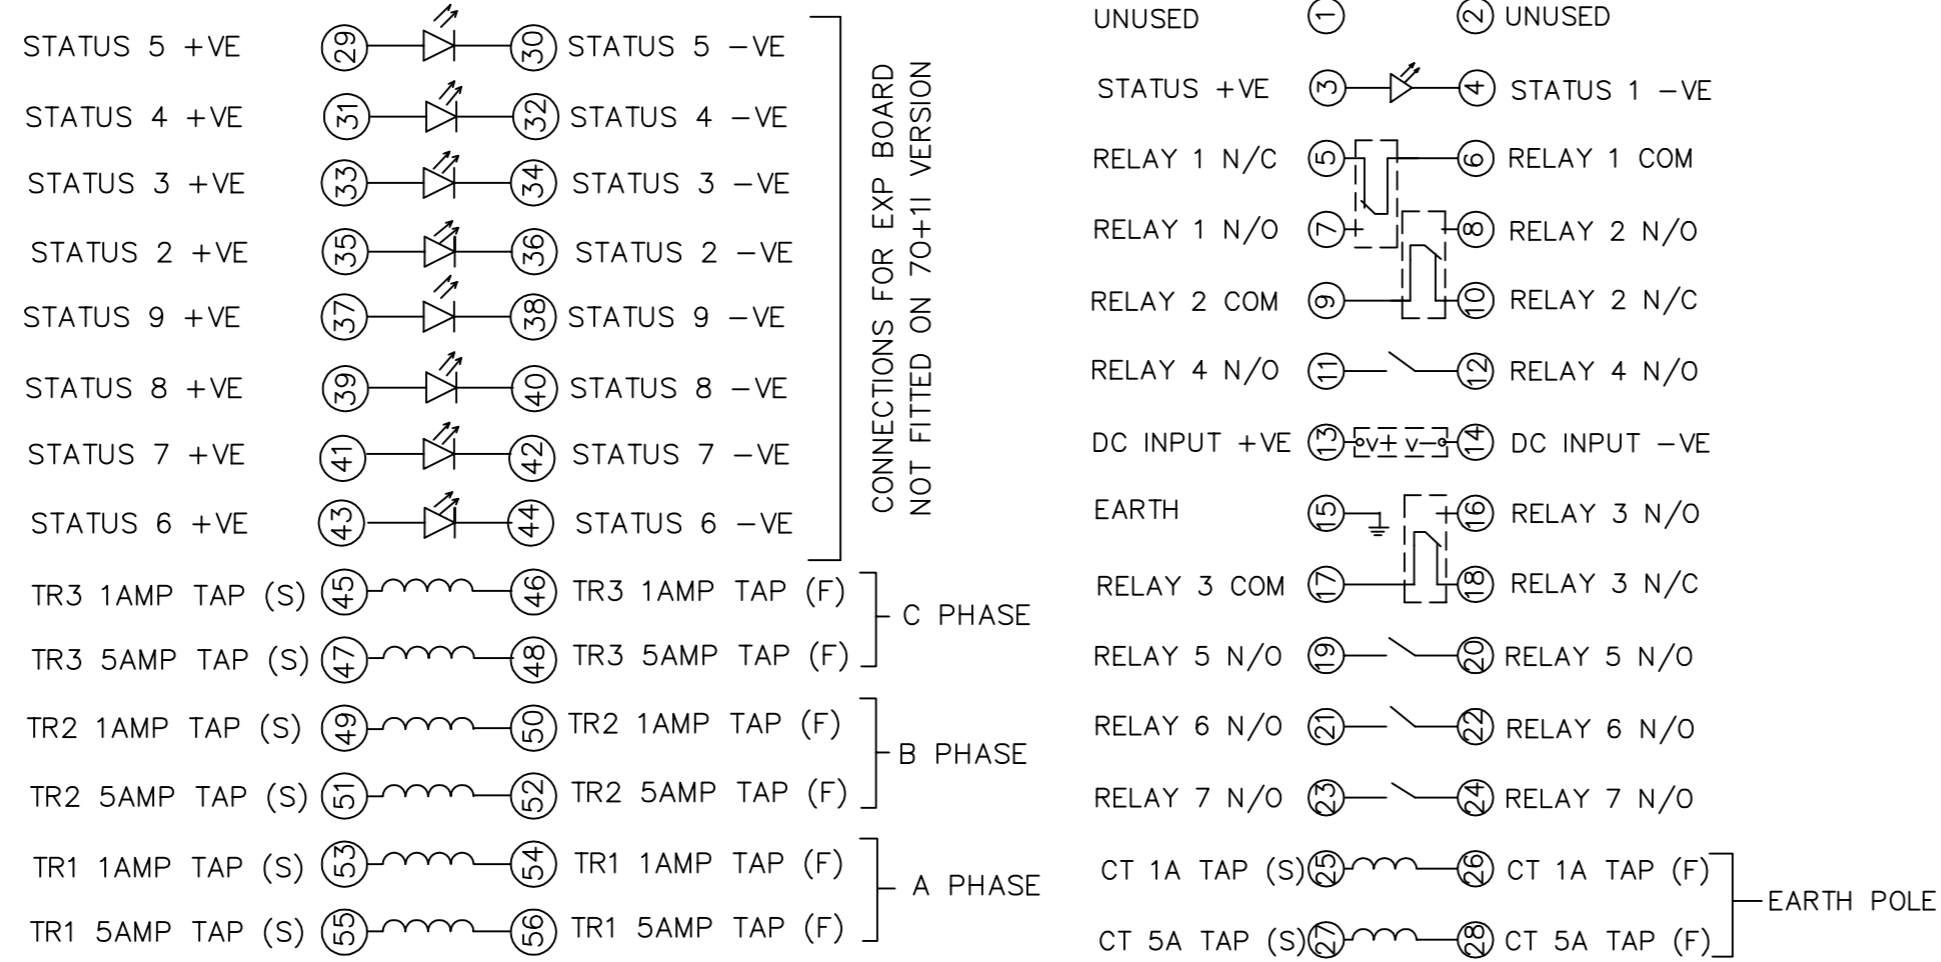 STATUS 5 +VE 29 30 STATUS 5 −VE
STATUS 4 +VE 31 32 STATUS 4 −VE
STATUS 3 +VE 33 34 STATUS 3 −VE
STATUS 2 +VE 35 36 STATUS 2 −VE
STATUS 9 +VE 37 38 STATUS 9 −VE
STATUS 8 +VE 39 40 STATUS 8 −VE
STATUS 7 +VE 41 42 STATUS 7 −VE
STATUS 6 +VE 43 44 STATUS 6 −VE
CONNECTIONS FOR EXP BOARD
NOT FITTED ON 7O+1I VERSION
TR3 1AMP TAP (S) 45 46 TR3 1AMP TAP (F)
C PHASE
TR3 5AMP TAP (S) 47 48 TR3 5AMP TAP (F)
TR2 1AMP TAP (S) 49 50 TR2 1AMP TAP (F)
B PHASE
TR2 5AMP TAP (S) 51 52 TR2 5AMP TAP (F)
TR1 1AMP TAP (S) 53 54 TR1 1AMP TAP (F)
A PHASE
TR1 5AMP TAP (S) 55 56 TR1 5AMP TAP (F)
UNUSED 1 2 UNUSED
STATUS +VE 3 4 STATUS 1 −VE
RELAY 1 N/C 5 6 RELAY 1 COM
RELAY 1 N/O 7 8 RELAY 2 N/O
RELAY 2 COM 9 10 RELAY 2 N/C
RELAY 4 N/O 11 12 RELAY 4 N/O
DC INPUT +VE 13 V+ V− 14 DC INPUT −VE
EARTH 15 16 RELAY 3 N/O
RELAY 3 COM 17 18 RELAY 3 N/C
RELAY 5 N/O 19 20 RELAY 5 N/O
RELAY 6 N/O 21 22 RELAY 6 N/O
RELAY 7 N/O 23 24 RELAY 7 N/O
CT 1A TAP (S) 25 26 CT 1A TAP (F)
EARTH POLE
CT 5A TAP (S) 27 28 CT 5A TAP (F)